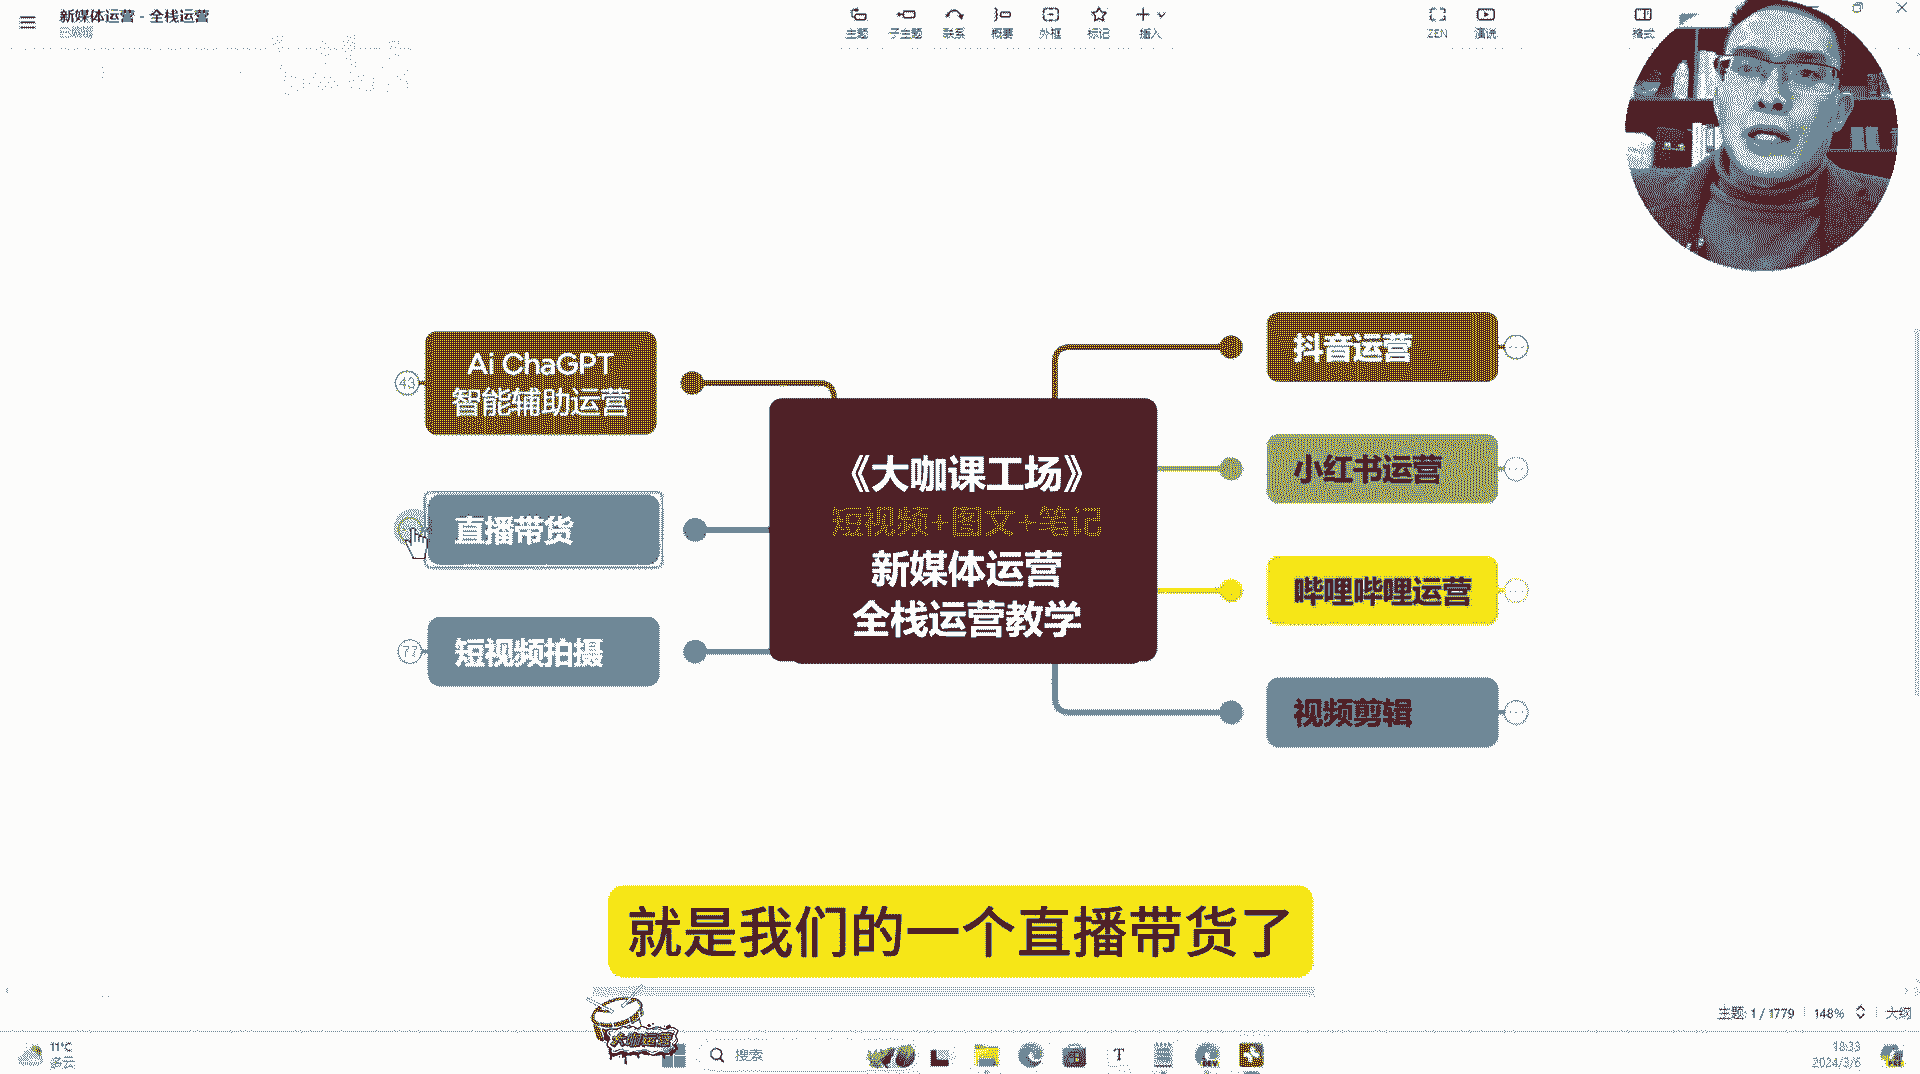 新媒体运营 - 全栈运营
已编辑
主题 子主题 联系 概要 外框 标记 插入
ZEN 演说 格式
Ai ChaGPT
智能辅助运营
43
直播带货
短视频拍摄
77
《大咖课工场》
短视频+图文+笔记
新媒体运营
全栈运营教学
抖音运营
小红书运营
哔哩哔哩运营
视频剪辑
就是我们的一个直播带货了
大咖运营
主题: 1 / 1779 148% 大纲
11°C
多云
搜索
18:33
2024/3/6